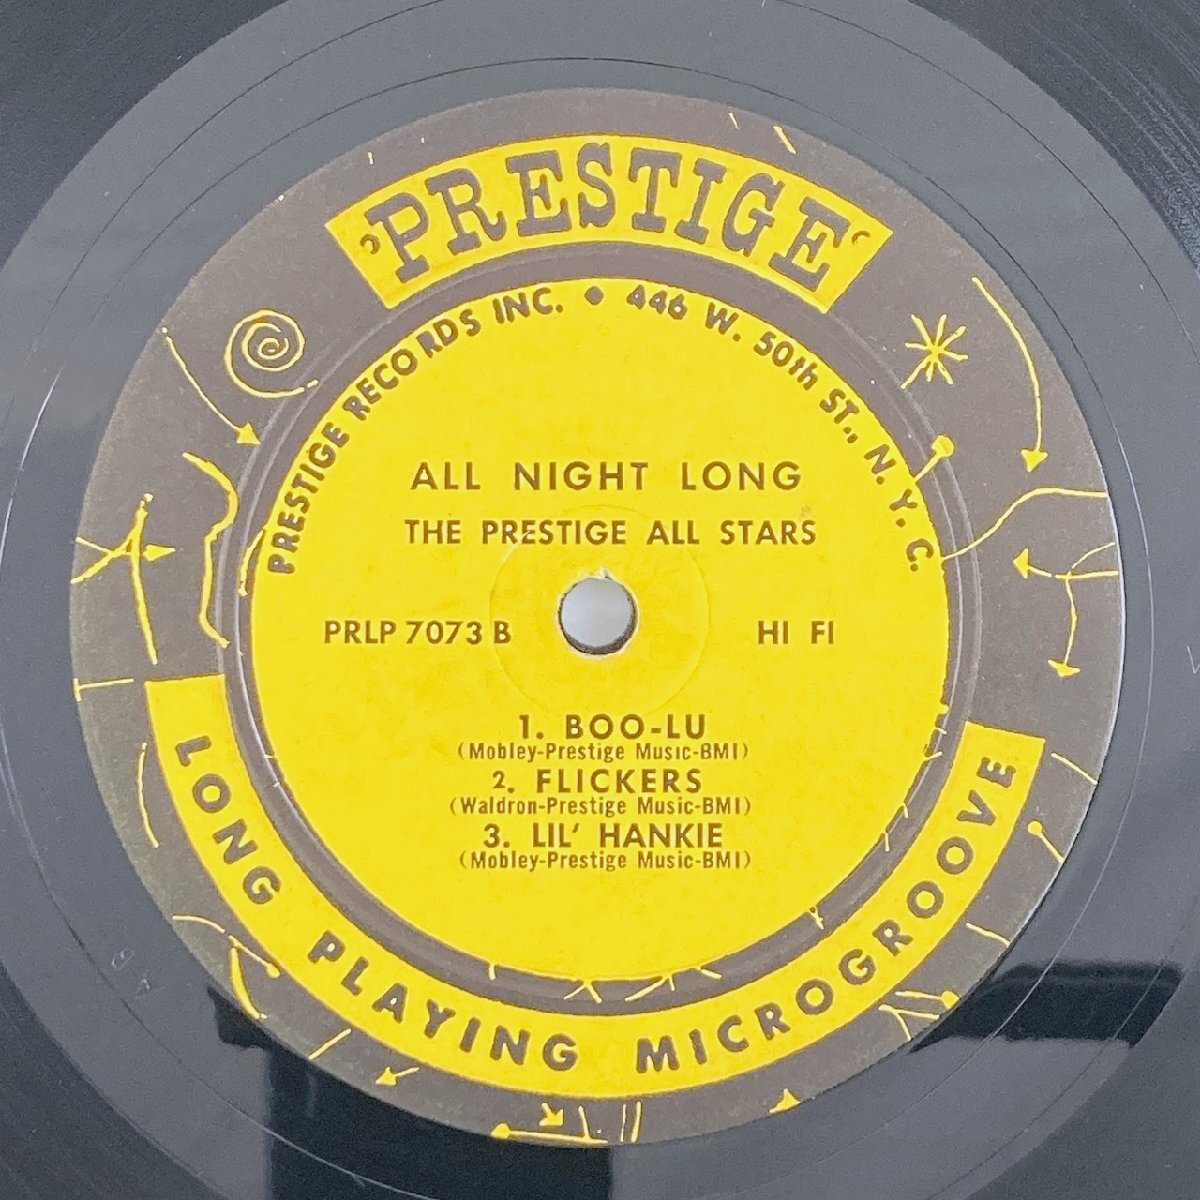 PRESTIGE
PRESTIGE RECORDS INC. • 446 W. 50th ST., N.Y.C.
ALL NIGHT LONG
THE PRESTIGE ALL STARS
PRLP 7073 B HI FI
1. BOO-LU
(Mobley-Prestige Music-BMI)
2. FLICKERS
(Waldron-Prestige Music-BMI)
3. LIL' HANKIE
(Mobley-Prestige Music-BMI)
LONG PLAYING MICROGROOVE